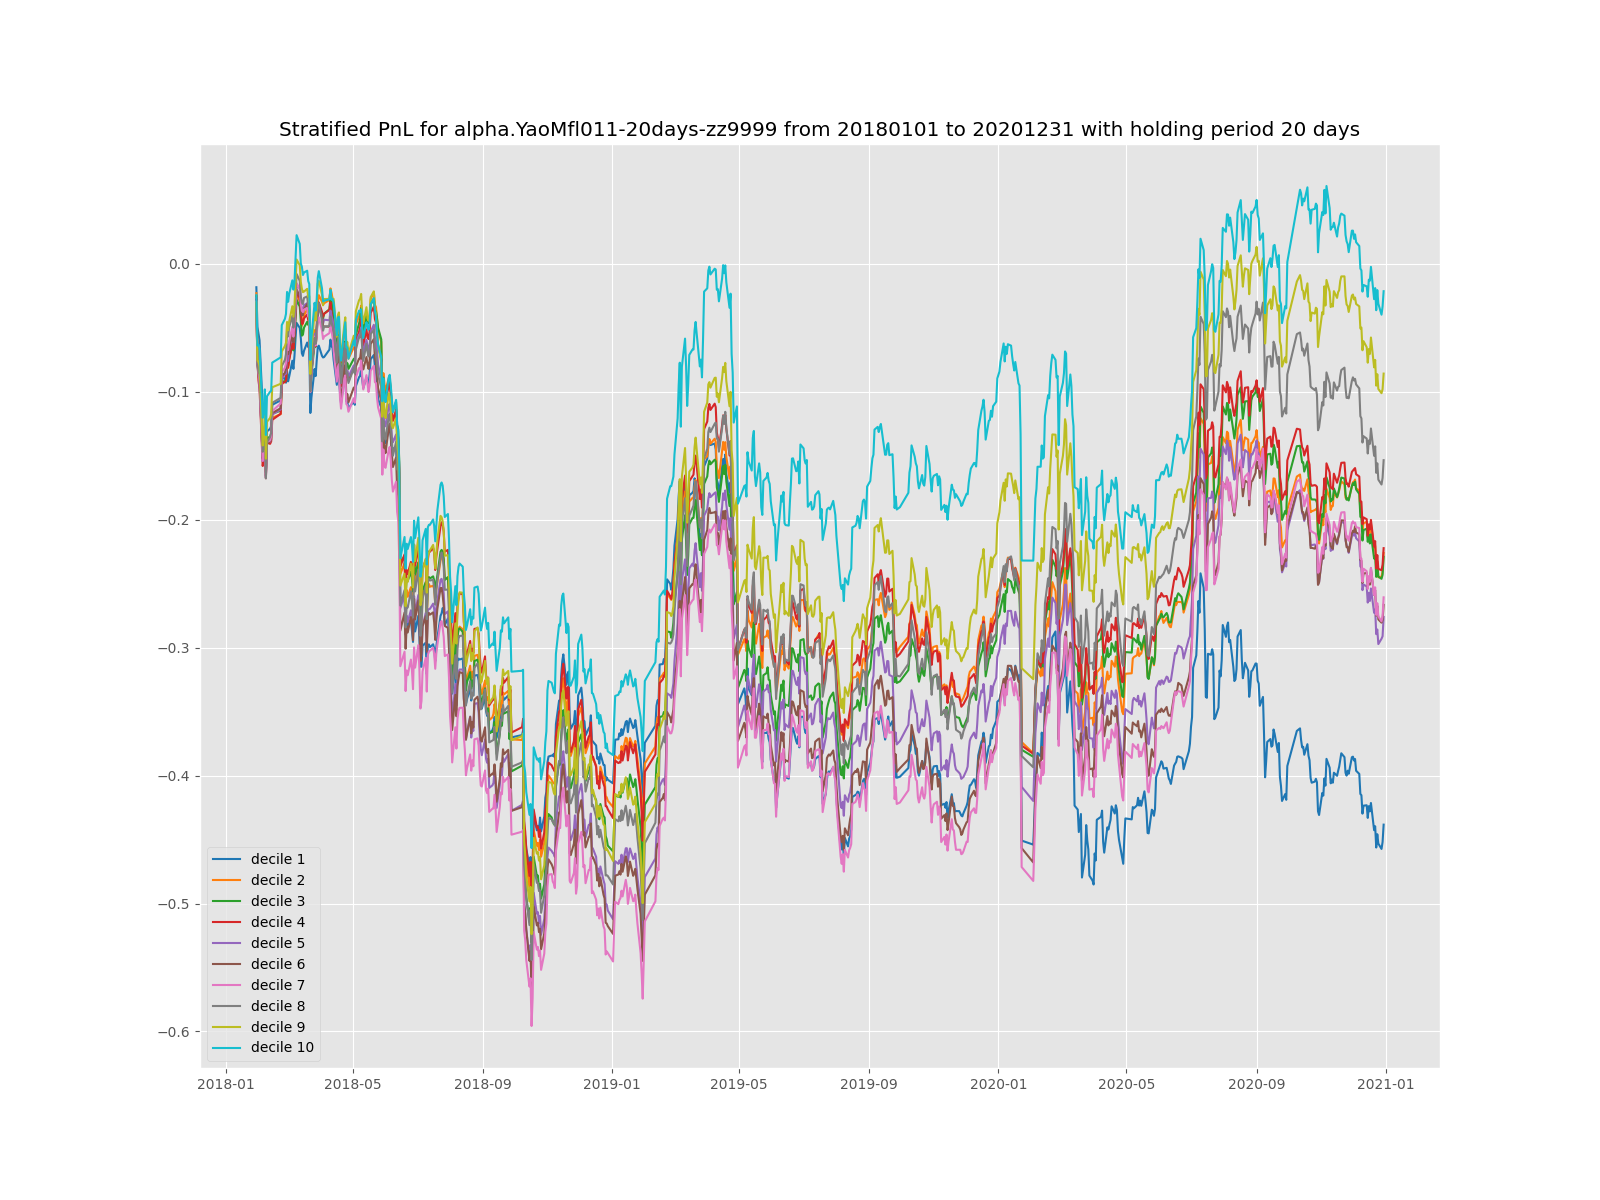 Stratified PnL for alpha.YaoMfl011-20days-zz9999 from 20180101 to 20201231 with holding period 20 days
0.0
−0.1
−0.2
−0.3
−0.4
−0.5
−0.6
decile 1
decile 2
decile 3
decile 4
decile 5
decile 6
decile 7
decile 8
decile 9
decile 10
2018-01 2018-05 2018-09 2019-01 2019-05 2019-09 2020-01 2020-05 2020-09 2021-01